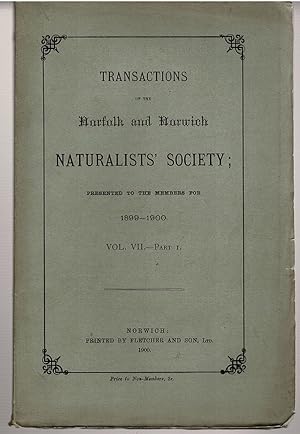 TRANSACTIONS
OF THE
Norfolk and Norwich
NATURALISTS' SOCIETY;
PRESENTED TO THE MEMBERS FOR
1899–1900.
VOL. VII.—PART I.
NORWICH:
PRINTED BY FLETCHER AND SON, LTD.
1900.
Price to Non-Members,